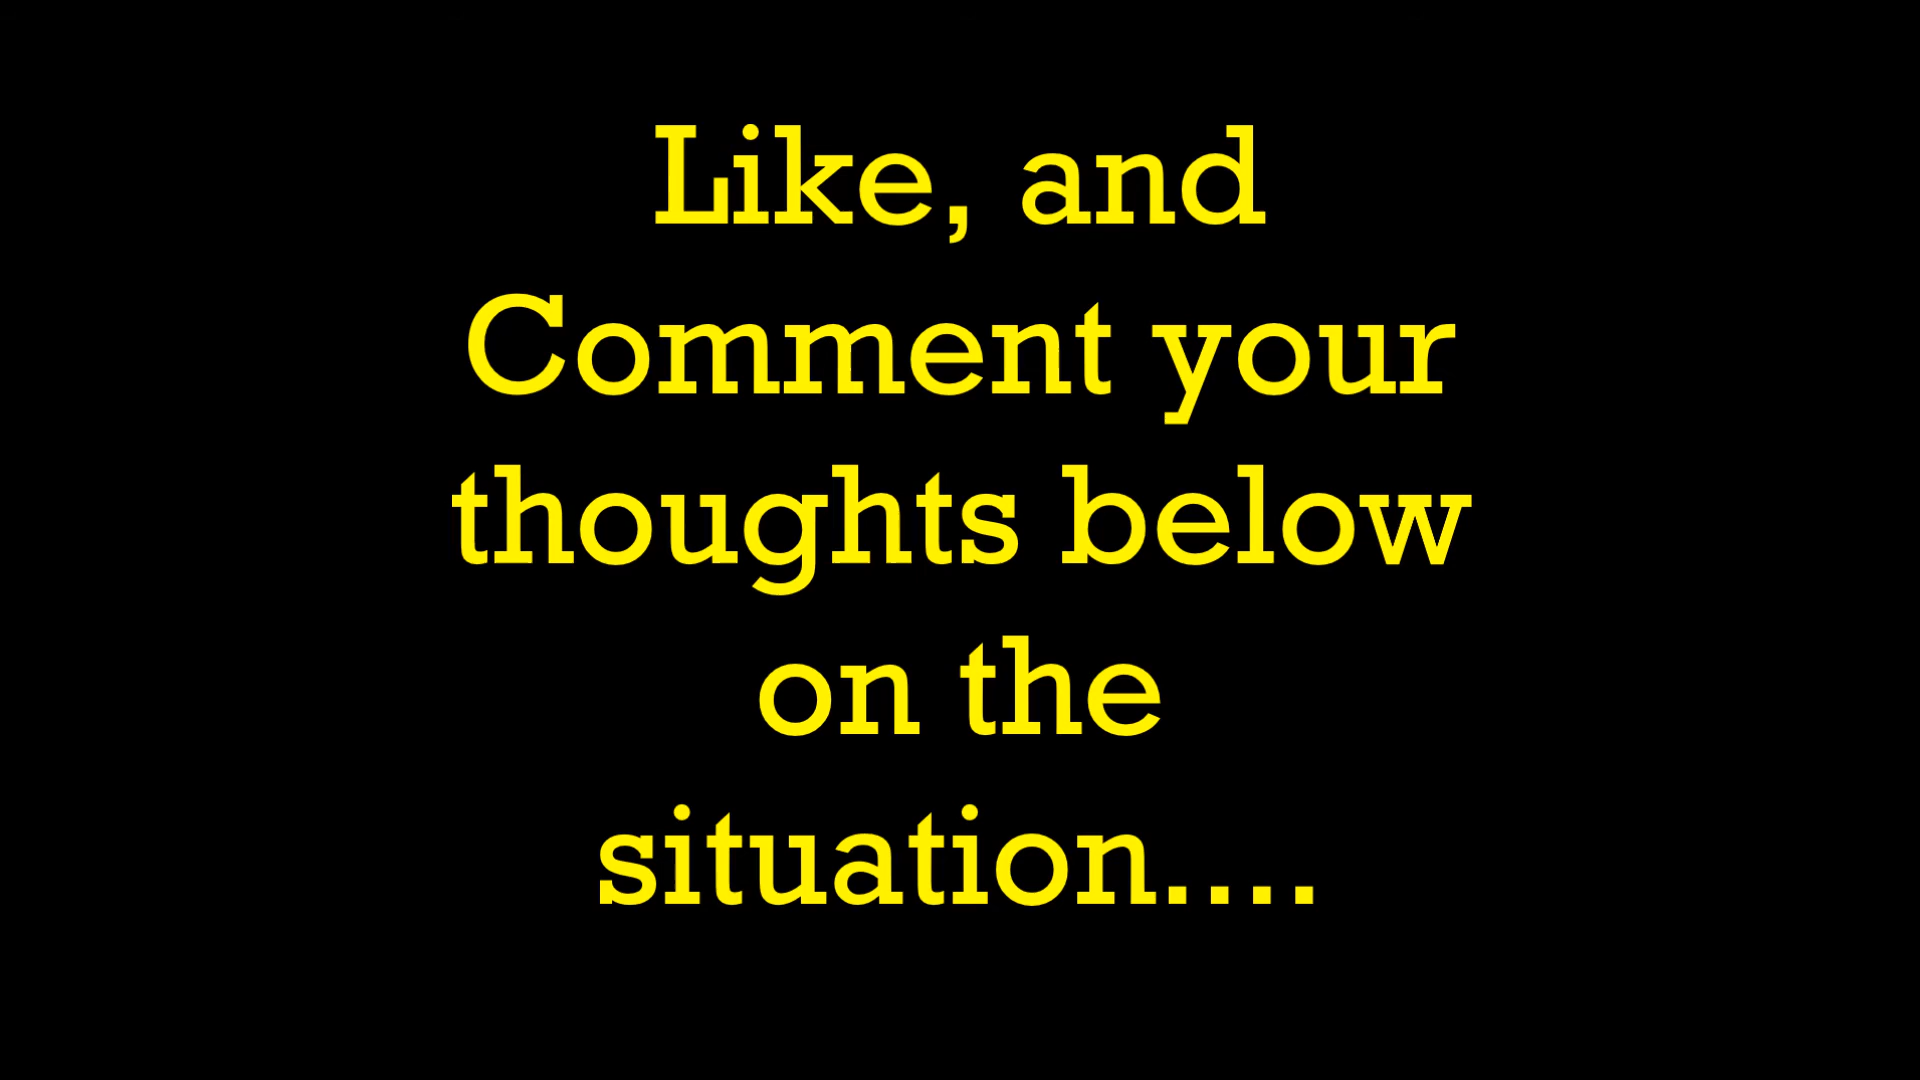 Like, and
Comment your
thoughts below
on the
situation....